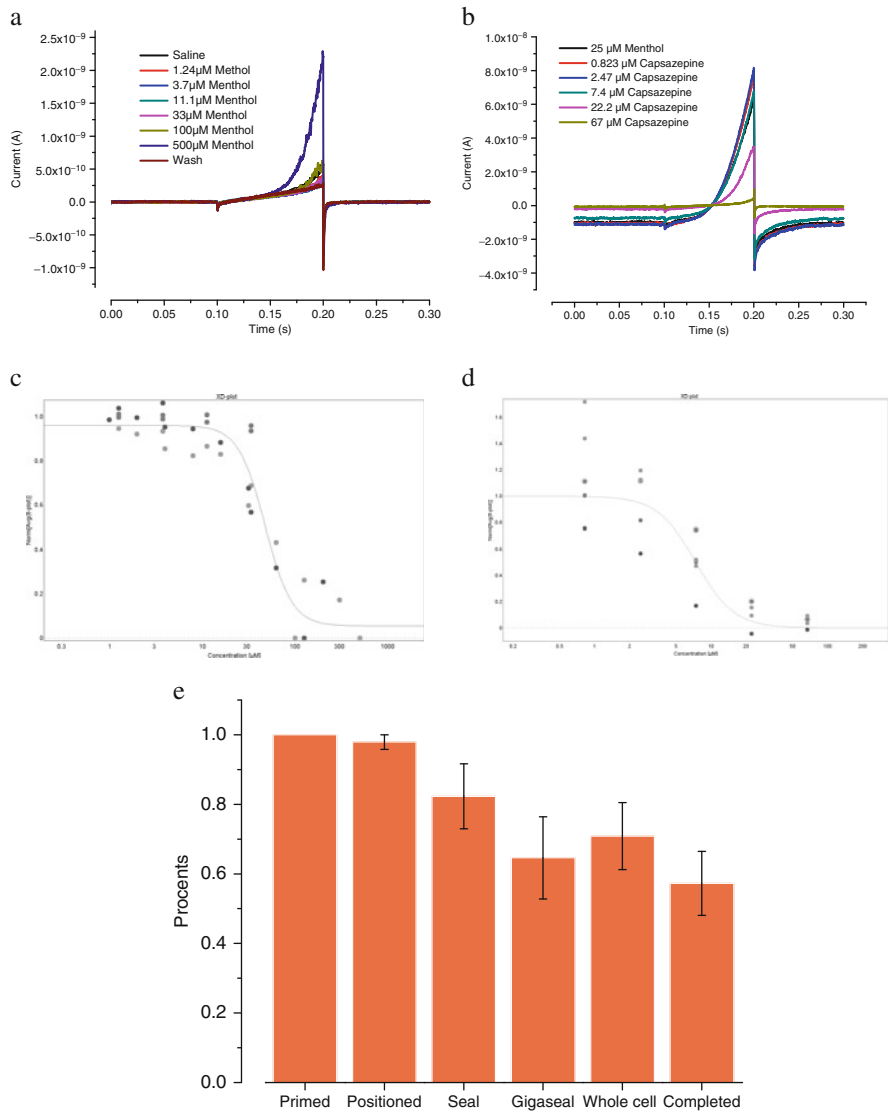 a
2.5x10⁻⁹
2.0x10⁻⁹
1.5x10⁻⁹
1.0x10⁻⁹
5.0x10⁻¹⁰
0.0
−5.0x10⁻¹⁰
−1.0x10⁻⁹
Current (A)
Saline
1.24µM Methol
3.7µM Menthol
11.1µM Menthol
33µM Menthol
100µM Menthol
500µM Menthol
Wash
0.00 0.05 0.10 0.15 0.20 0.25 0.30
Time (s)
b
1.0x10⁻⁸
8.0x10⁻⁹
6.0x10⁻⁹
4.0x10⁻⁹
2.0x10⁻⁹
0.0
−2.0x10⁻⁹
−4.0x10⁻⁹
Current (A)
25 µM Menthol
0.823 µM Capsazepine
2.47 µM Capsazepine
7.4 µM Capsazepine
22.2 µM Capsazepine
67 µM Capsazepine
0.00 0.05 0.10 0.15 0.20 0.25 0.30
Time (s)
c
XD-plot
1.0
0.8
0.6
0.4
0.2
0
0.3 1 3 10 30 100 300 1000
Concentration [µM]
d
XD-plot
1.6
1.4
1.2
1.0
0.8
0.6
0.4
0.2
0
0.2 0.5 1 2 5 10 20 50 100 200
Concentration [µM]
e
1.0
0.8
0.6
0.4
0.2
0.0
Procents
Primed Positioned Seal Gigaseal Whole cell Completed